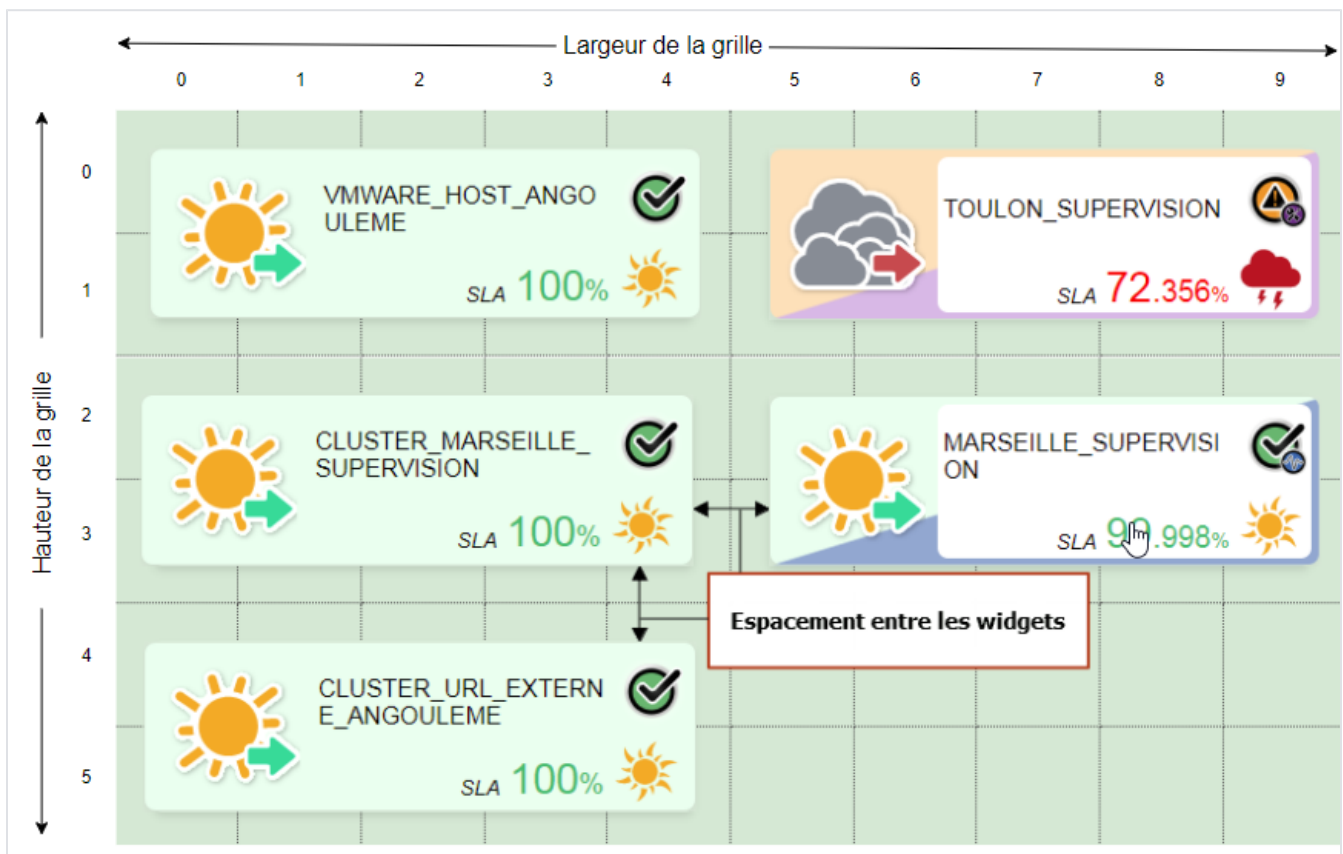 Largeur de la grille
0 1 2 3 4 5 6 7 8 9
Hauteur de la grille
0
1
2
3
4
5
VMWARE_HOST_ANGO
ULEME
SLA 100%
TOULON_SUPERVISION
SLA 72.356%
CLUSTER_MARSEILLE_
SUPERVISION
SLA 100%
MARSEILLE_SUPERVISI
ON
SLA 99.998%
Espacement entre les widgets
CLUSTER_URL_EXTERN
E_ANGOULEME
SLA 100%